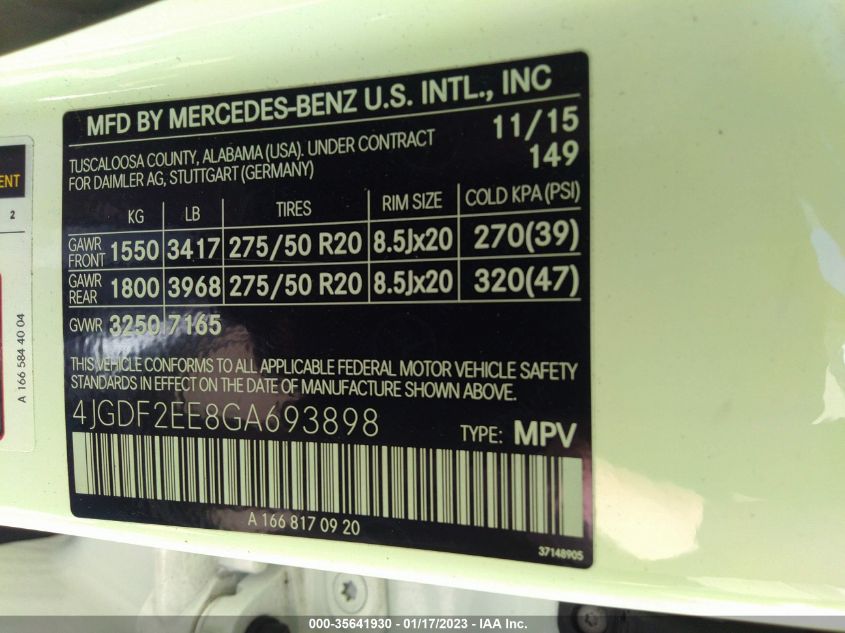 MFD BY MERCEDES-BENZ U.S. INTL., INC
TUSCALOOSA COUNTY, ALABAMA (USA). UNDER CONTRACT 11/15
FOR DAIMLER AG, STUTTGART (GERMANY) 149
KG LB TIRES RIM SIZE COLD KPA (PSI)
GAWR FRONT 1550 3417 275/50 R20 8.5Jx20 270(39)
GAWR REAR 1800 3968 275/50 R20 8.5Jx20 320(47)
GVWR 3250 7165
THIS VEHICLE CONFORMS TO ALL APPLICABLE FEDERAL MOTOR VEHICLE SAFETY
STANDARDS IN EFFECT ON THE DATE OF MANUFACTURE SHOWN ABOVE.
4JGDF2EE8GA693898 TYPE: MPV
A 166 817 09 20
37148905
2
A 166 584 40 04
000-35641930 - 01/17/2023 - IAA Inc.